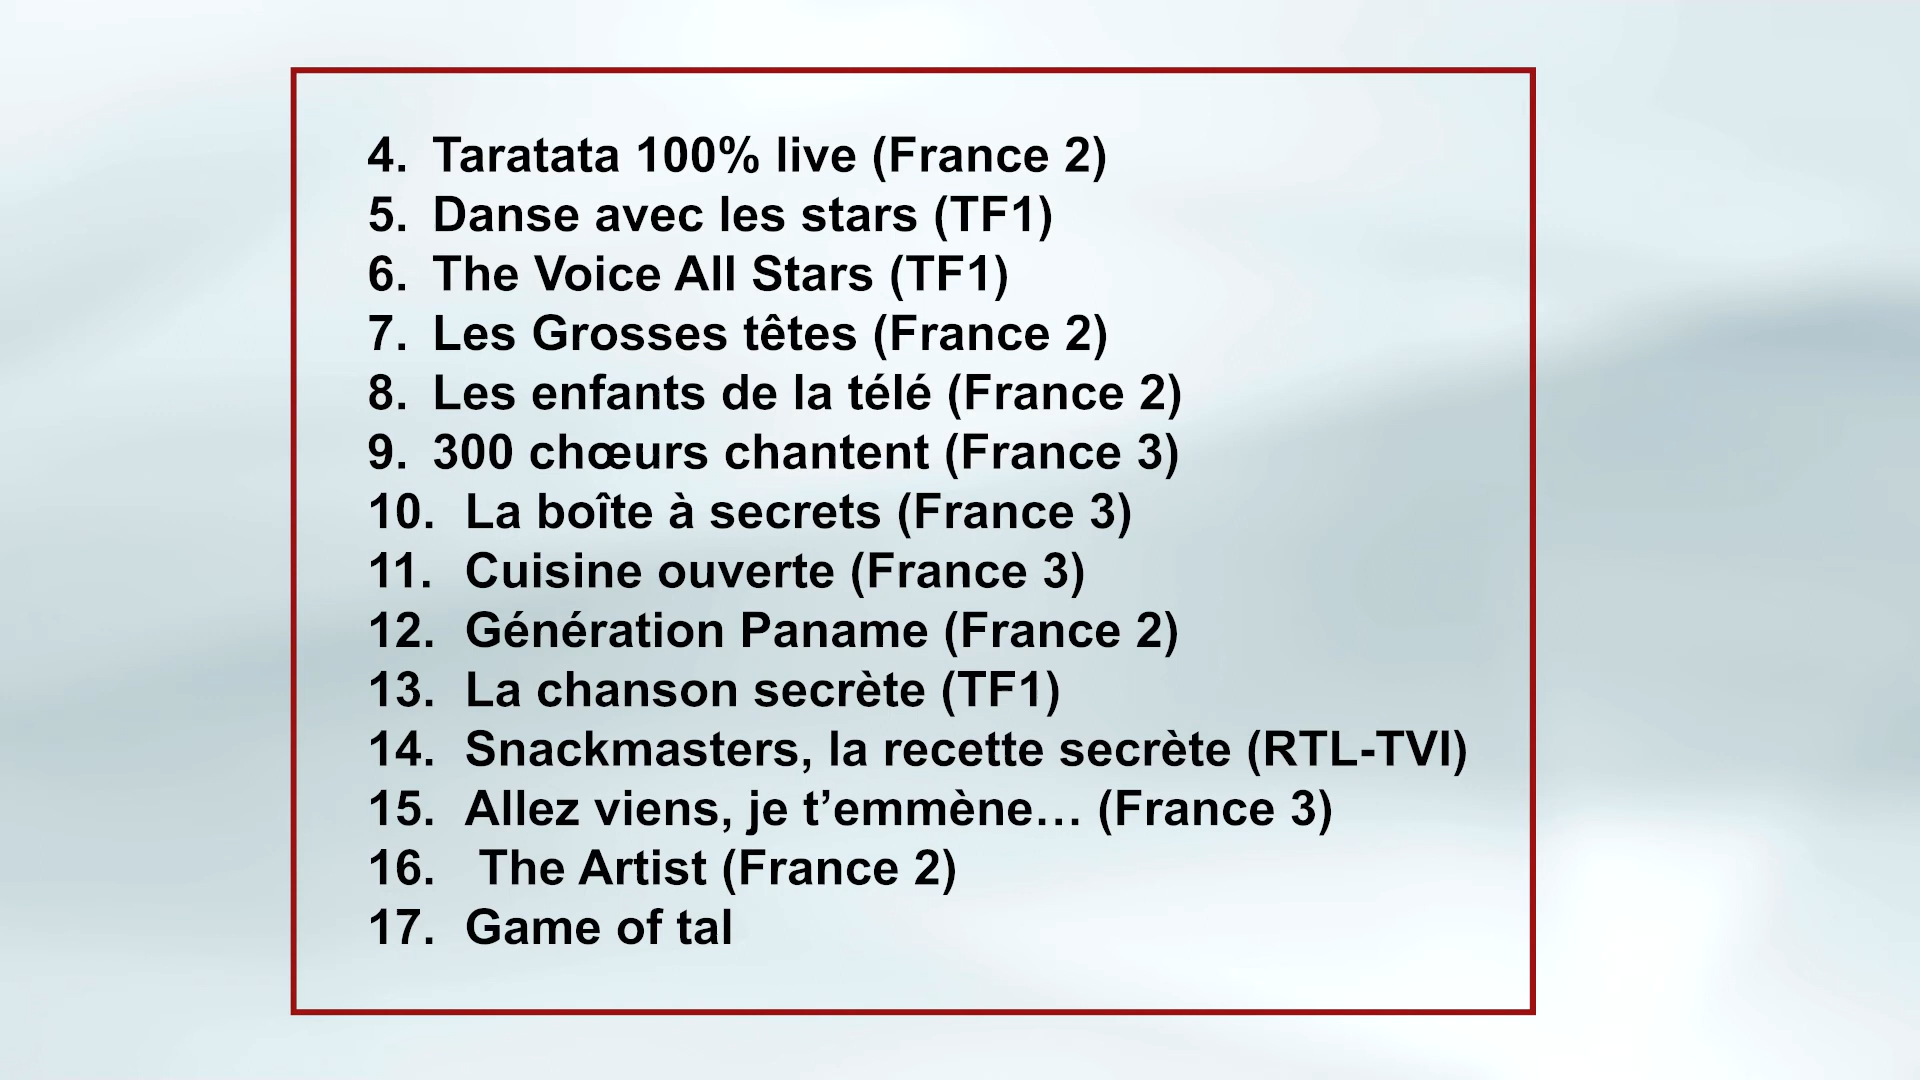 4. Taratata 100% live (France 2)
5. Danse avec les stars (TF1)
6. The Voice All Stars (TF1)
7. Les Grosses têtes (France 2)
8. Les enfants de la télé (France 2)
9. 300 chœurs chantent (France 3)
10. La boîte à secrets (France 3)
11. Cuisine ouverte (France 3)
12. Génération Paname (France 2)
13. La chanson secrète (TF1)
14. Snackmasters, la recette secrète (RTL-TVI)
15. Allez viens, je t’emmène… (France 3)
16. The Artist (France 2)
17. Game of tal